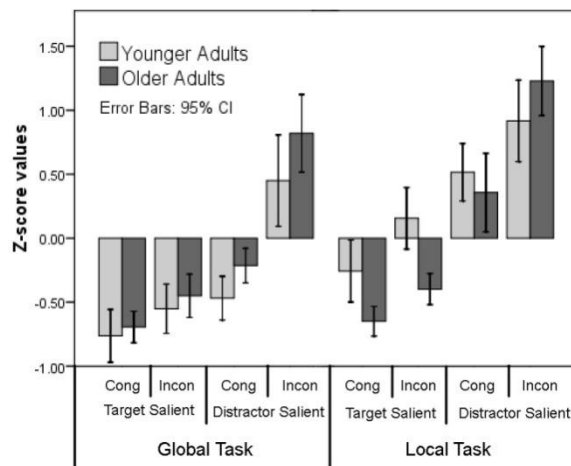 Younger Adults
Older Adults
Error Bars: 95% CI
Z-score values
1.50
1.00
0.50
0.00
-0.50
-1.00
Cong Incon Cong Incon Cong Incon Cong Incon
Target Salient Distractor Salient Target Salient Distractor Salient
Global Task Local Task